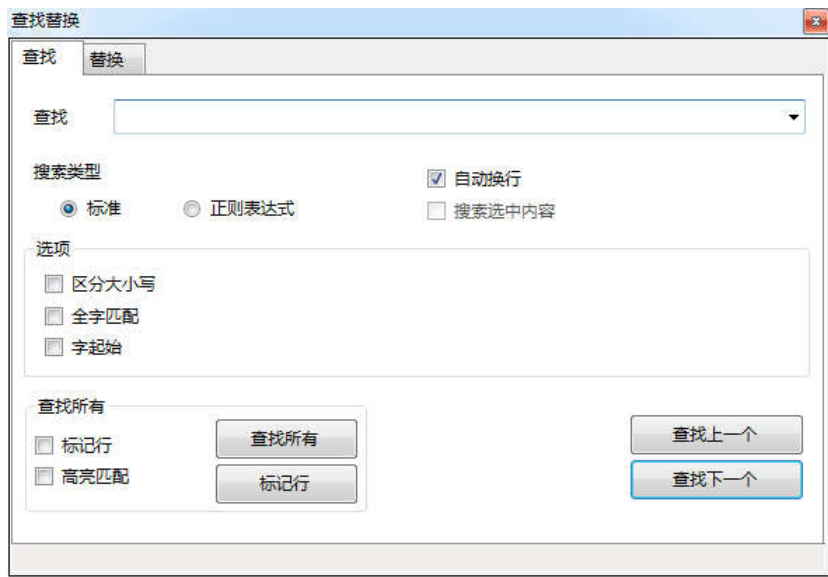 查找替换
查找 替换
查找
搜索类型
自动换行
标准 正则表达式
搜索选中内容
选项
区分大小写
全字匹配
字起始
查找所有
标记行
查找所有
查找上一个
高亮匹配
标记行
查找下一个